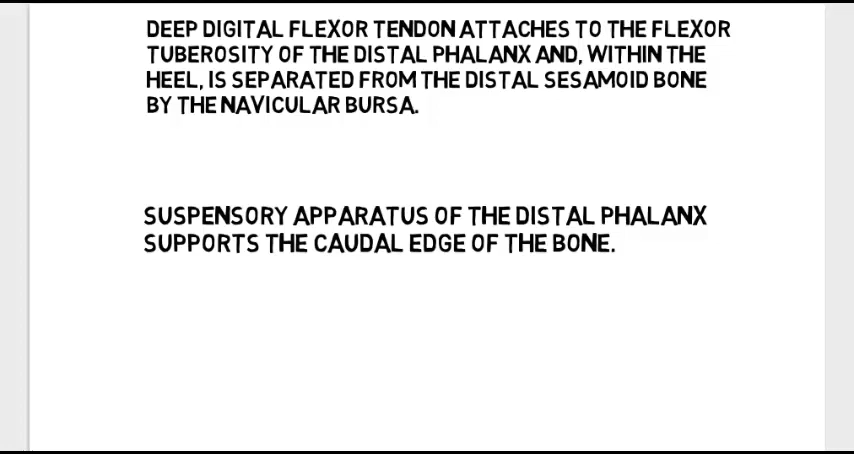 DEEP DIGITAL FLEXOR TENDON ATTACHES TO THE FLEXOR
TUBEROSITY OF THE DISTAL PHALANX AND, WITHIN THE
HEEL, IS SEPARATED FROM THE DISTAL SESAMOID BONE
BY THE NAVICULAR BURSA.
SUSPENSORY APPARATUS OF THE DISTAL PHALANX
SUPPORTS THE CAUDAL EDGE OF THE BONE.